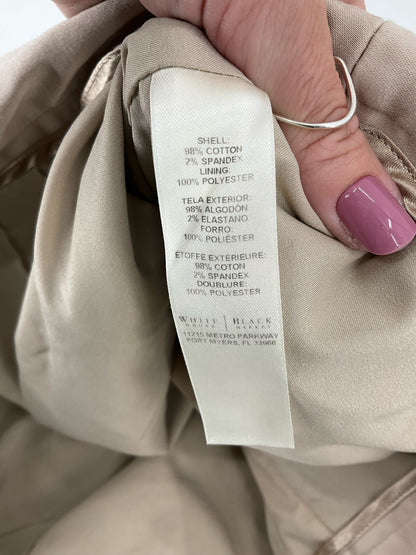 SHELL:
98% COTTON
2% SPANDEX
LINING:
100% POLYESTER
TELA EXTERIOR:
98% ALGODÓN
2% ELASTANO
FORRO:
100% POLIÉSTER
ÉTOFFE EXTÉRIEURE:
98% COTON
2% SPANDEX
DOUBLURE:
100% POLYESTER
WHITE | BLACK
HOUSE | MARKET
11215 METRO PARKWAY
FORT MYERS, FL 33966